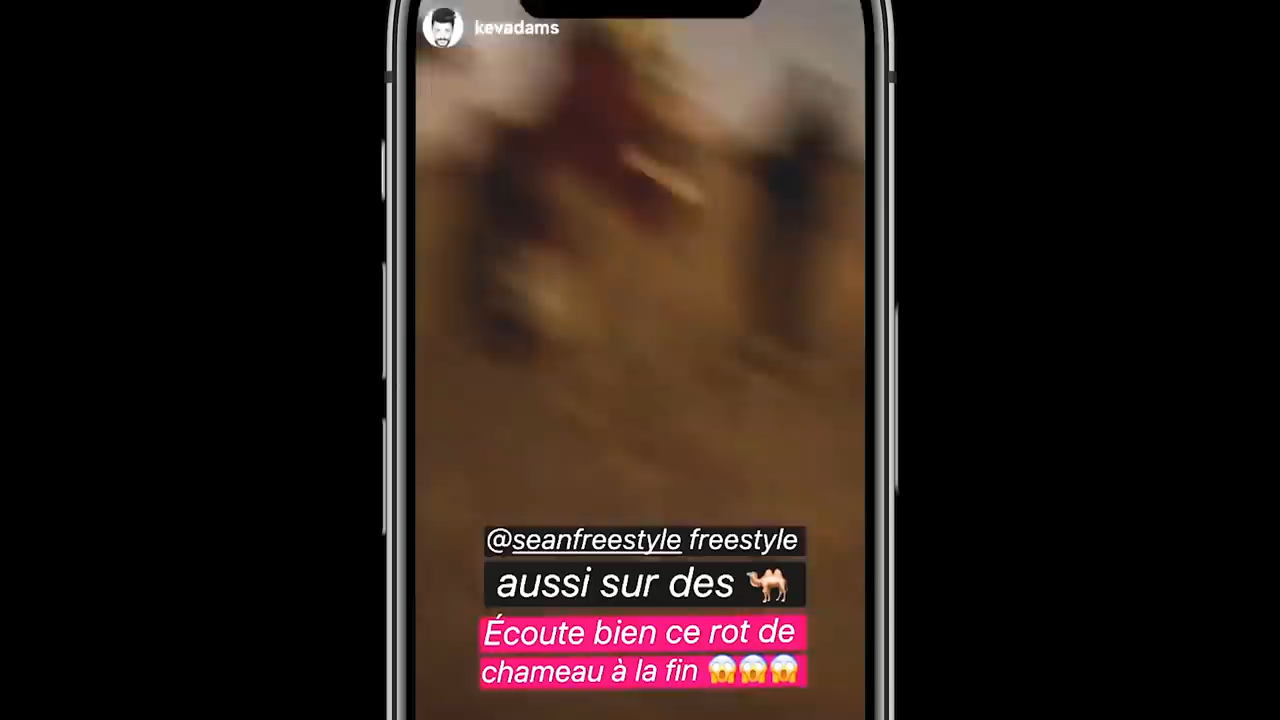 kevadams
@seanfreestyle freestyle
aussi sur des 🐫
Écoute bien ce rot de
chameau à la fin 😱😱😱